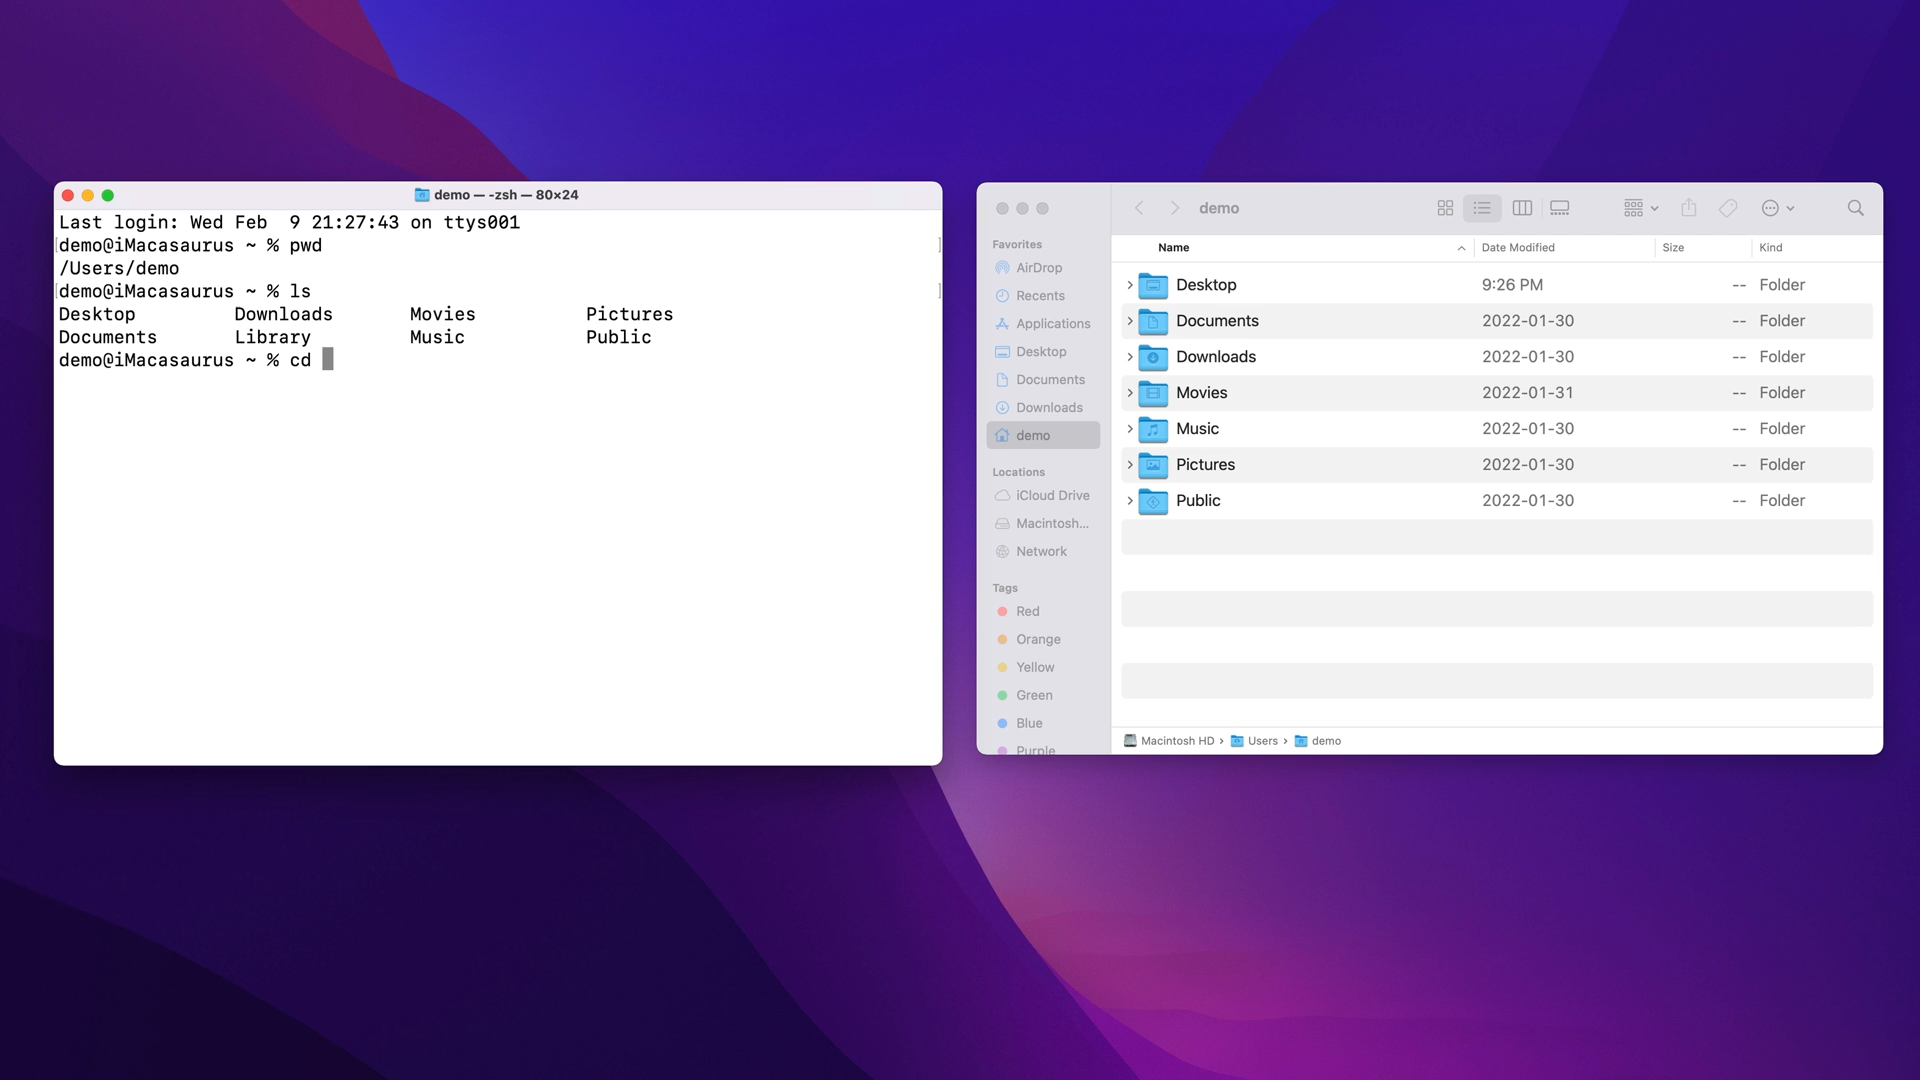 demo — -zsh — 80×24
Last login: Wed Feb  9 21:27:43 on ttys001
demo@iMacasaurus ~ % pwd
/Users/demo
demo@iMacasaurus ~ % ls
Desktop Downloads Movies Pictures
Documents Library Music Public
demo@iMacasaurus ~ % cd
demo
Favorites
AirDrop
Recents
Applications
Desktop
Documents
Downloads
demo
Locations
iCloud Drive
Macintosh...
Network
Tags
Red
Orange
Yellow
Green
Blue
Purple
Name Date Modified Size Kind
Desktop 9:26 PM -- Folder
Documents 2022-01-30 -- Folder
Downloads 2022-01-30 -- Folder
Movies 2022-01-31 -- Folder
Music 2022-01-30 -- Folder
Pictures 2022-01-30 -- Folder
Public 2022-01-30 -- Folder
Macintosh HD › Users › demo